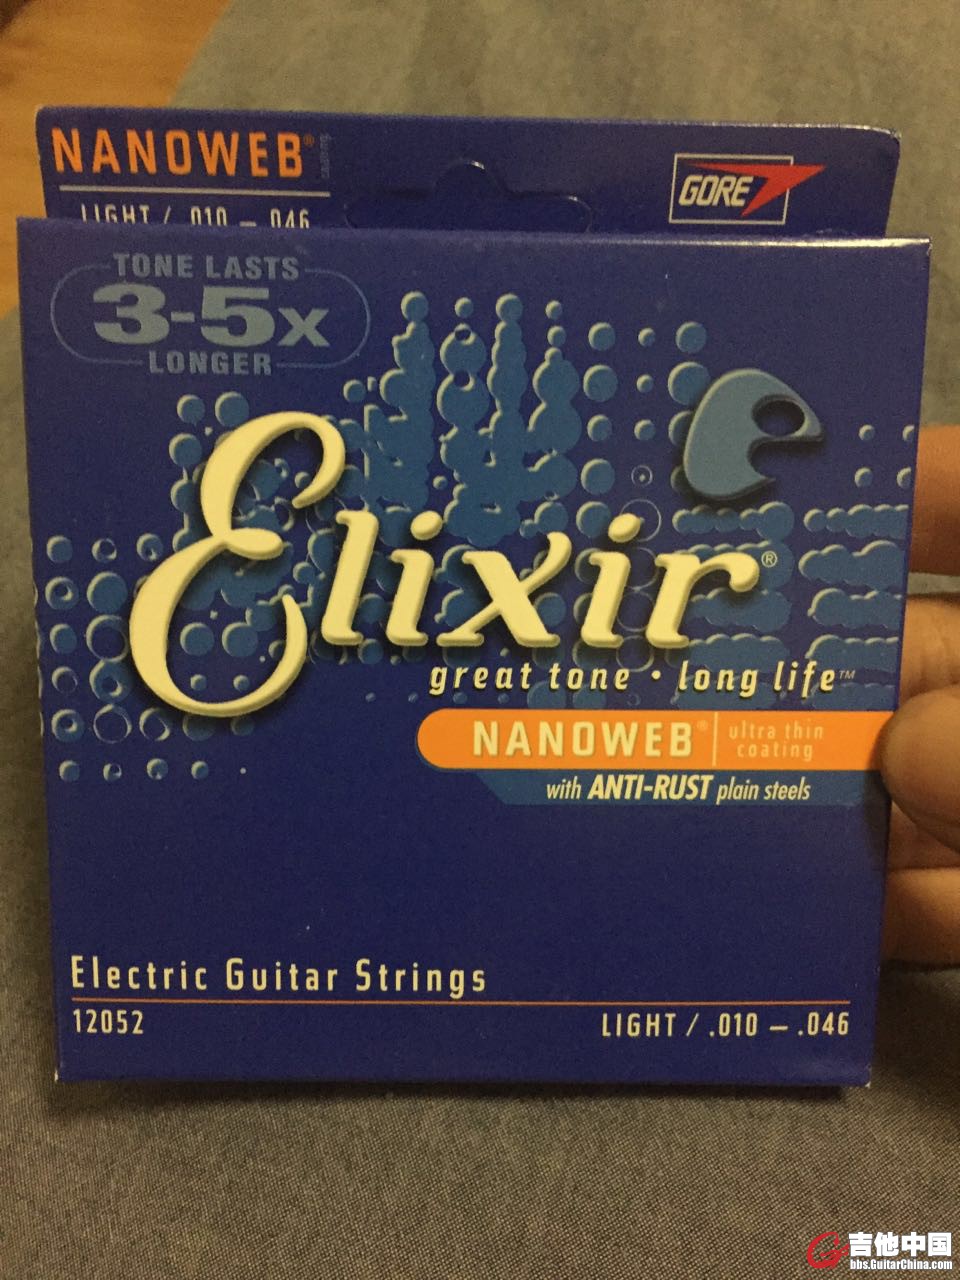 NANOWEB®
LIGHT / .010 – .046
GORE
TONE LASTS
3-5x
LONGER
e
Elixir®
great tone • long life™
NANOWEB® ultra thin coating
with ANTI-RUST plain steels
Electric Guitar Strings
12052
LIGHT / .010 – .046
吉他中国
bbs.GuitarChina.com